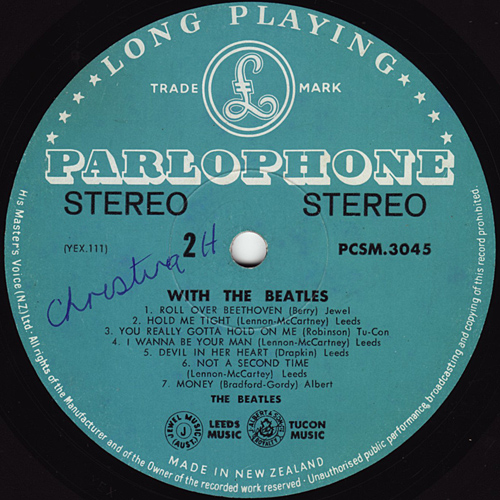 ★★★★★★ LONG PLAYING ★★★★★★
TRADE £ MARK
PARLOPHONE
STEREO STEREO
(YEX.111) 2 PCSM.3045
Christina H
WITH THE BEATLES
1. ROLL OVER BEETHOVEN (Berry) Jewel
2. HOLD ME TIGHT (Lennon-McCartney) Leeds
3. YOU REALLY GOTTA HOLD ON ME (Robinson) Tu-Con
4. I WANNA BE YOUR MAN (Lennon-McCartney) Leeds
5. DEVIL IN HER HEART (Drapkin) Leeds
6. NOT A SECOND TIME
(Lennon-McCartey) Leeds
7. MONEY (Bradford-Gordy) Albert
THE BEATLES
JEWEL MUSIC J (AUST.) LEEDS MUSIC TUCON MUSIC
MADE IN NEW ZEALAND
His Master's Voice (NZ) Ltd. All rights of the Manufacturer and of the Owner of the recorded work reserved · Unauthorised public performance, broadcasting and copying of this record prohibited.